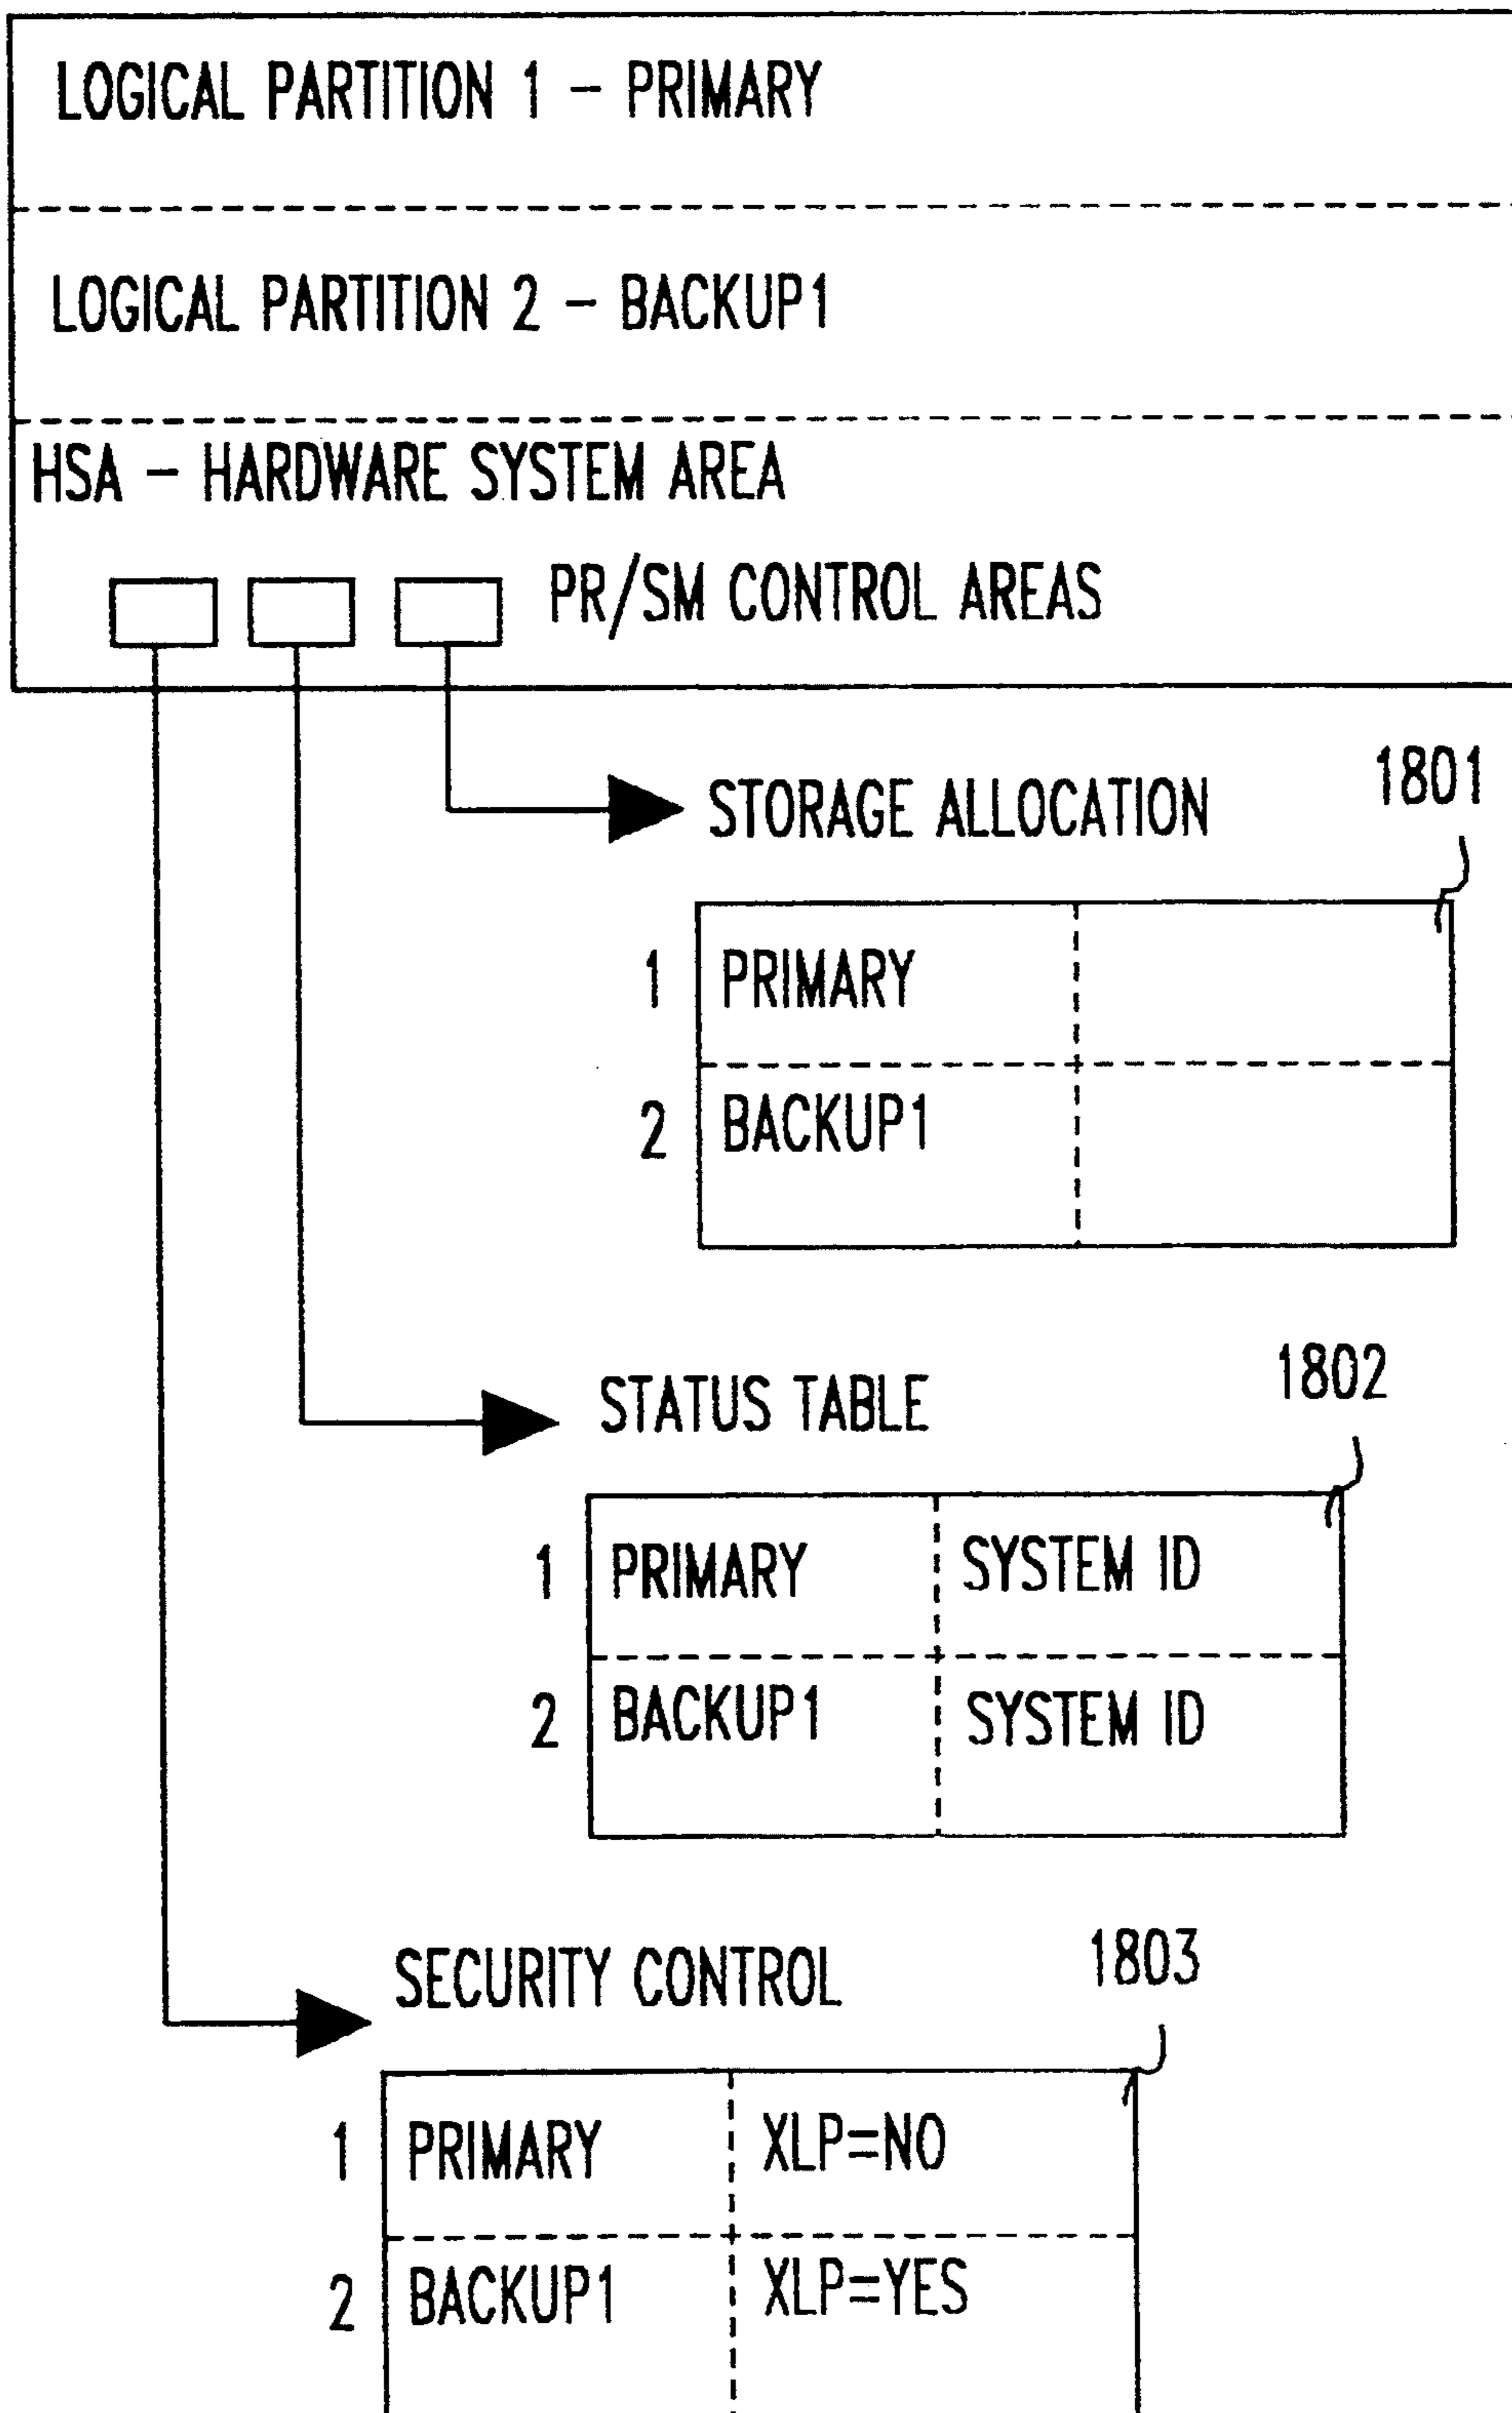 LOGICAL PARTITION 1 - PRIMARY
LOGICAL PARTITION 2 - BACKUP1
HSA - HARDWARE SYSTEM AREA
PR/SM CONTROL AREAS
STORAGE ALLOCATION 1801
1 PRIMARY
2 BACKUP1
STATUS TABLE 1802
1 PRIMARY SYSTEM ID
2 BACKUP1 SYSTEM ID
SECURITY CONTROL 1803
1 PRIMARY XLP=NO
2 BACKUP1 XLP=YES